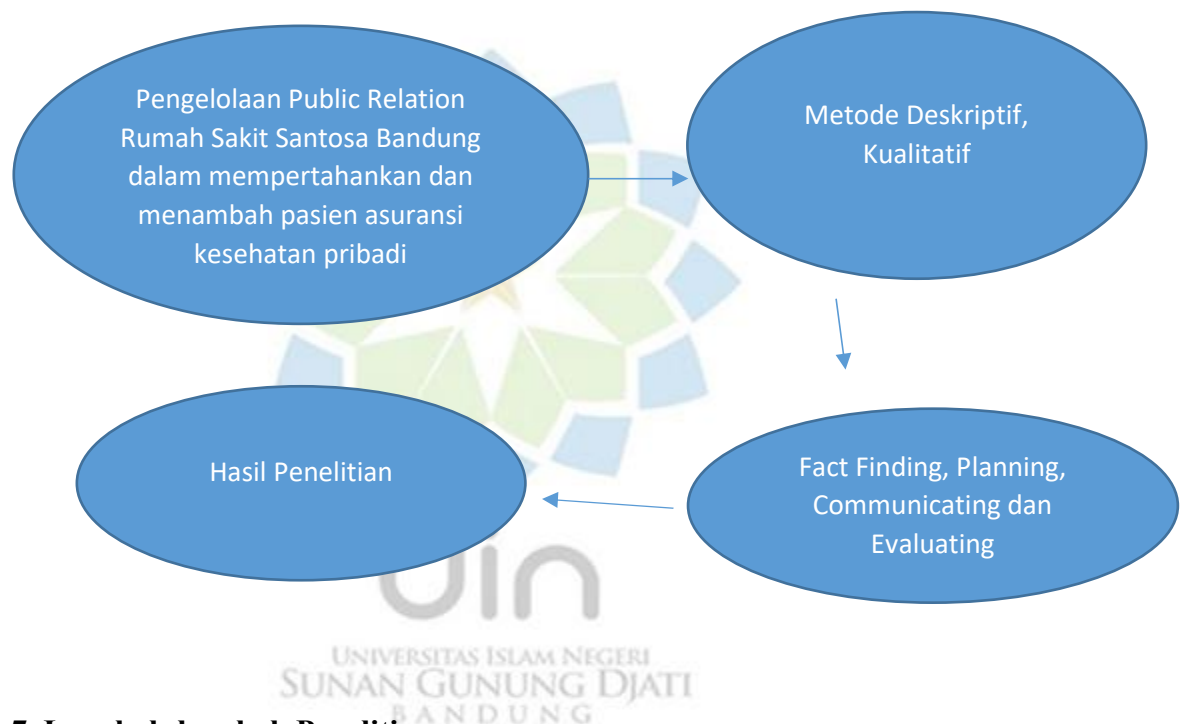 Pengelolaan Public Relation
Rumah Sakit Santosa Bandung
dalam mempertahankan dan
menambah pasien asuransi
kesehatan pribadi
Metode Deskriptif,
Kualitatif
Fact Finding, Planning,
Communicating dan
Evaluating
Hasil Penelitian
uin
UNIVERSITAS ISLAM NEGERI
SUNAN GUNUNG DJATI
BANDUNG